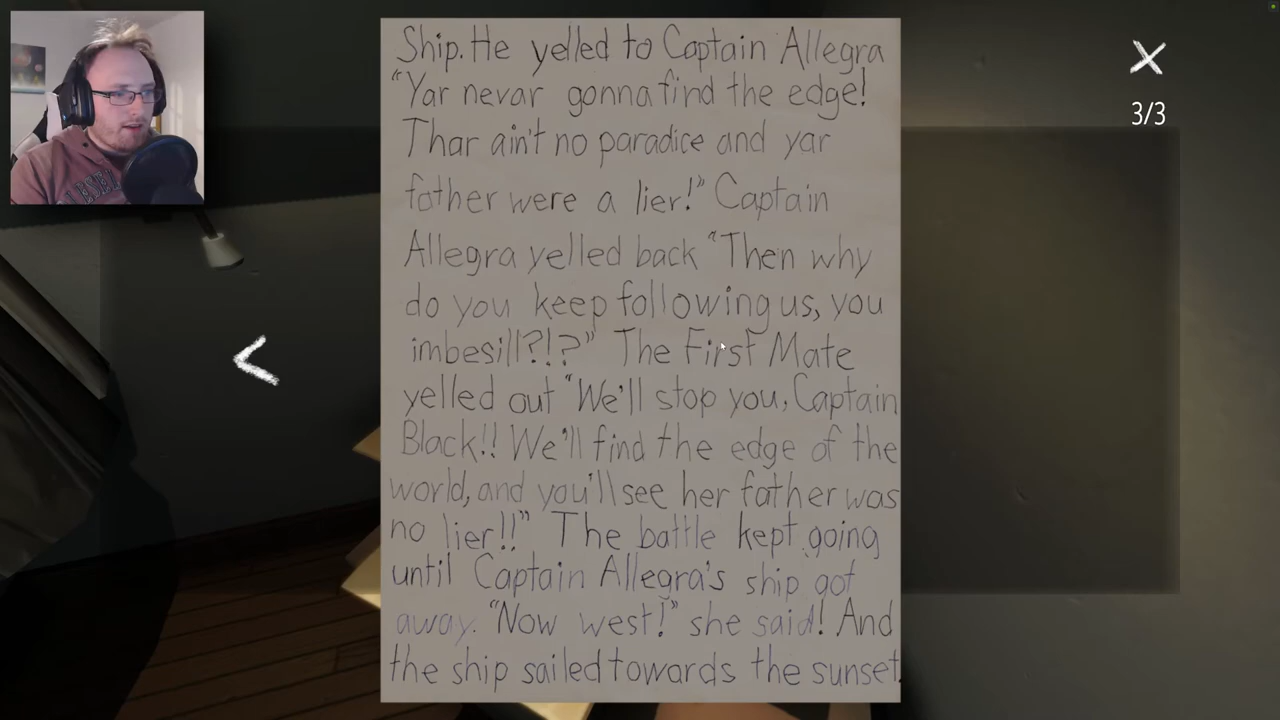 Ship. He yelled to Captain Allegra
"Yar nevar gonna find the edge!
Thar ain't no paradice and yar
father were a lier!" Captain
Allegra yelled back "Then why
do you keep following us, you
imbesill?!?" The First Mate
yelled out "We'll stop you, Captain
Black!! We'll find the edge of the
world, and you'll see her father was
no lier!!" The battle kept going
until Captain Allegra's ship got
away. "Now west!" she said! And
the ship sailed towards the sunset.
3/3